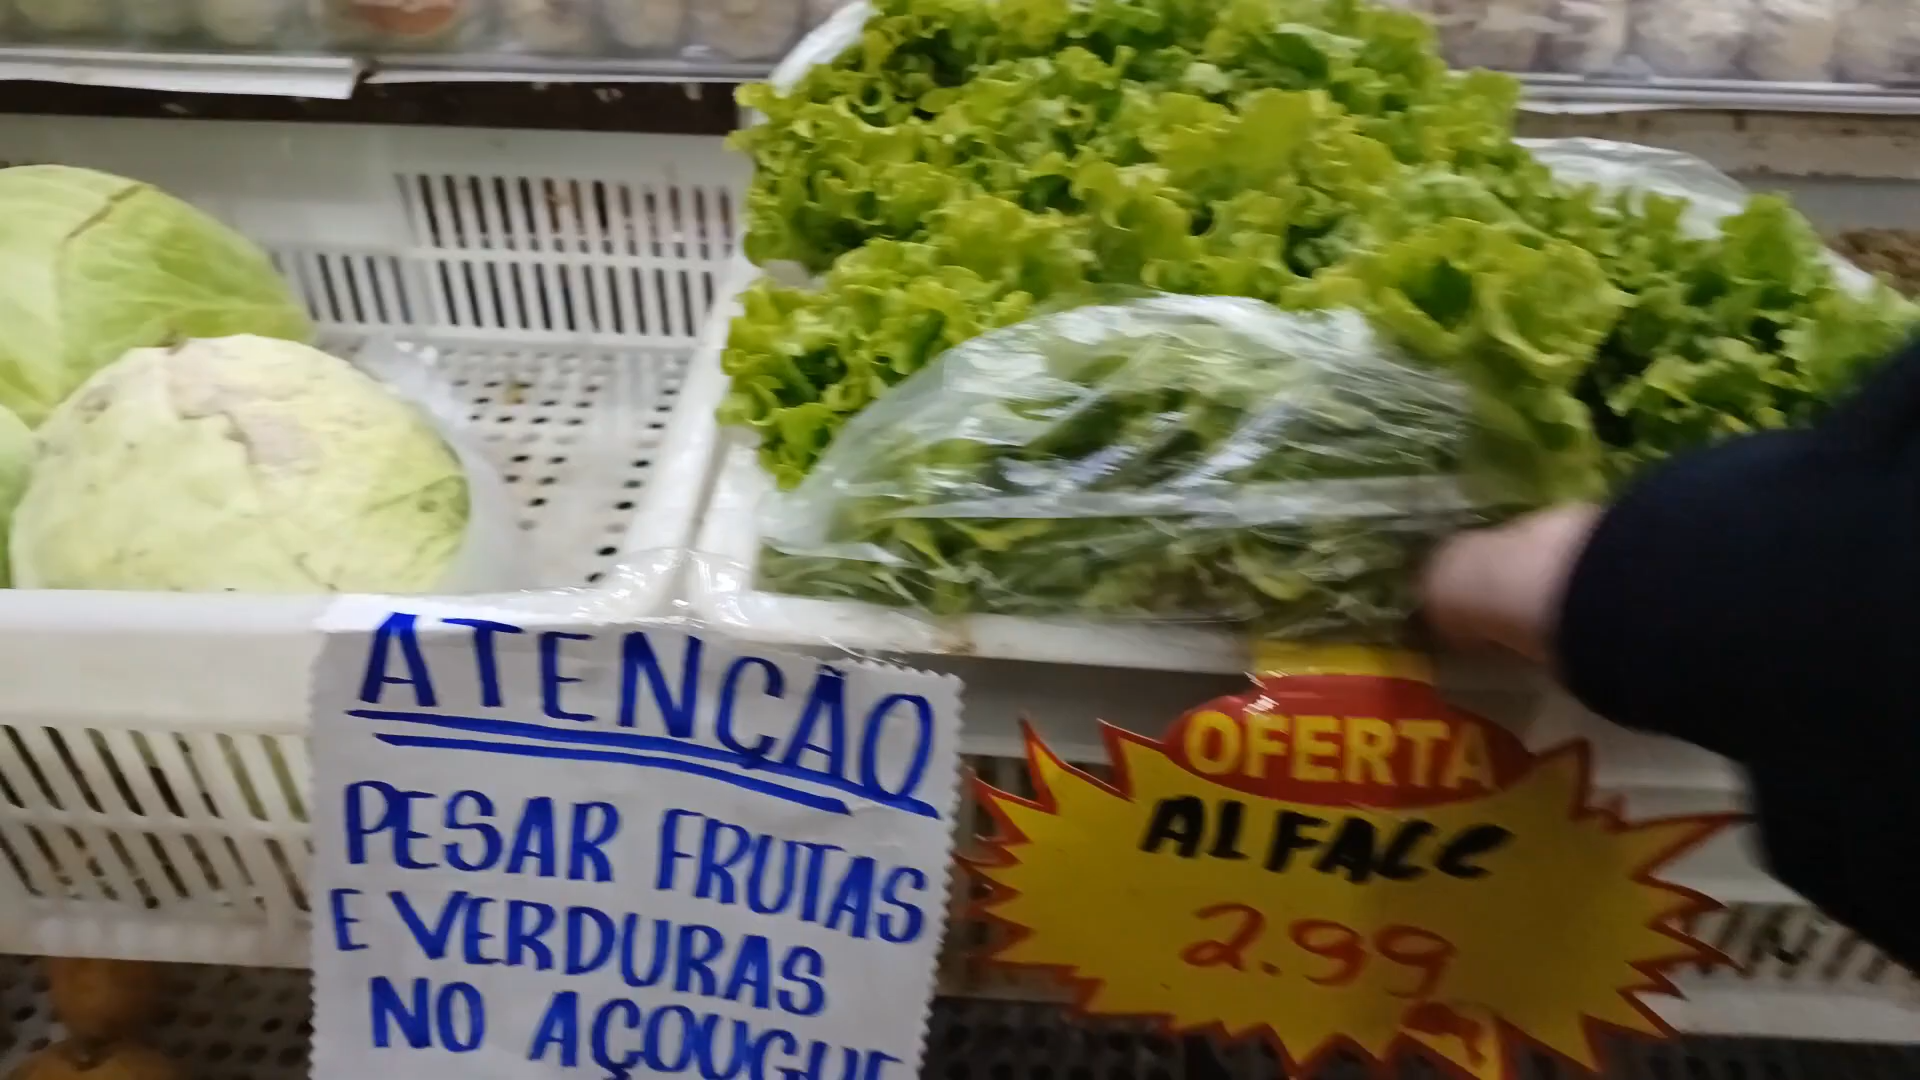 ATENÇÃO
PESAR FRUTAS
E VERDURAS
NO AÇOUGUE
OFERTA
ALFACE
2.99